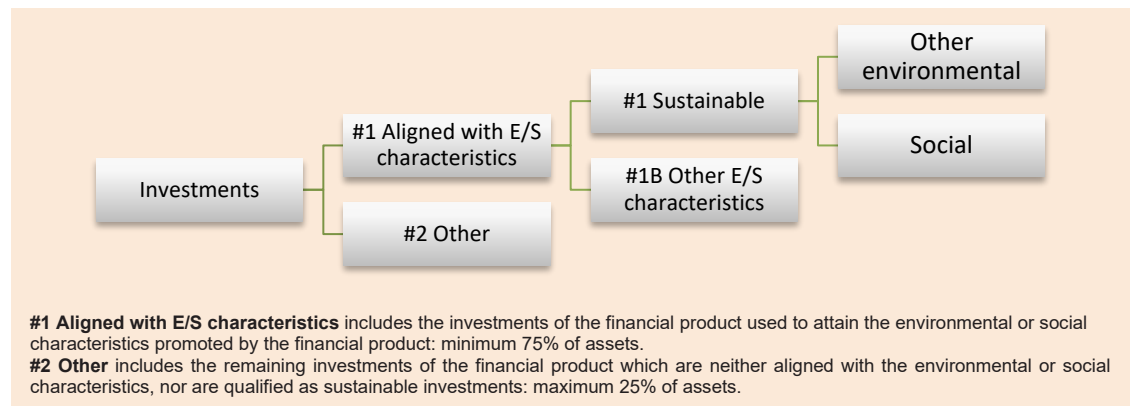 Other
environmental
#1 Sustainable
#1 Aligned with E/S
characteristics
Social
Investments
#1B Other E/S
characteristics
#2 Other
#1 Aligned with E/S characteristics includes the investments of the financial product used to attain the environmental or social
characteristics promoted by the financial product: minimum 75% of assets.
#2 Other includes the remaining investments of the financial product which are neither aligned with the environmental or social
characteristics, nor are qualified as sustainable investments: maximum 25% of assets.